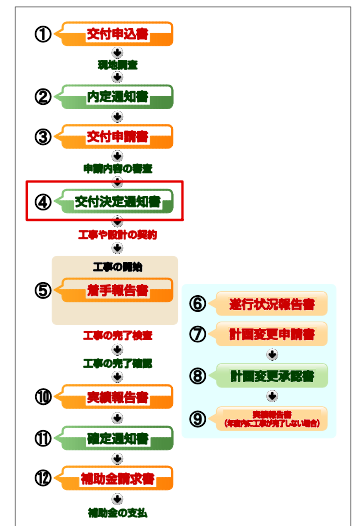 ① 交付申込書
現地調査
② 内定通知書
③ 交付申請書
申請内容の審査
④ 交付決定通知書
工事や設計の契約
工事の開始
⑤ 着手報告書
工事の完了検査
工事の完了確認
⑥ 遂行状況報告書
⑦ 計画変更申請書
⑧ 計画変更承認書
⑨ 実績報告書
(年度内に工事が完了しない場合)
⑩ 実績報告書
⑪ 確定通知書
⑫ 補助金請求書
補助金の支払